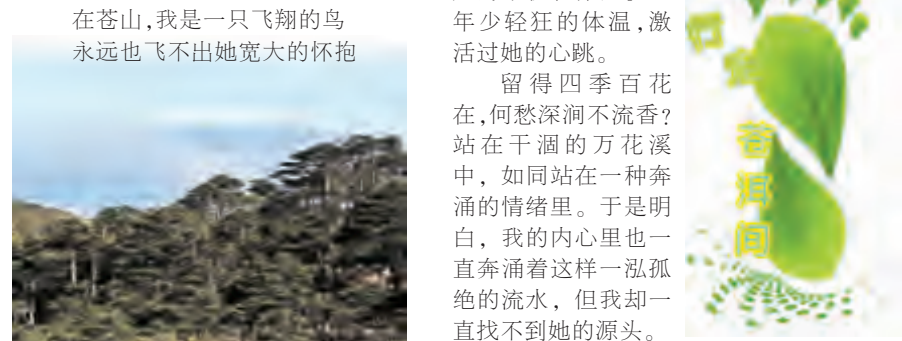 在苍山,我是一只飞翔的鸟
永远也飞不出她宽大的怀抱
年少轻狂的体温,激
活过她的心跳。
留得四季百花
在,何愁深涧不流香?
站在干涸的万花溪
中，如同站在一种奔
涌的情绪里。于是明
白，我的内心里也一
直奔涌着这样一泓孤
绝的流水，但我却一
直找不到她的源头。
苍洱间